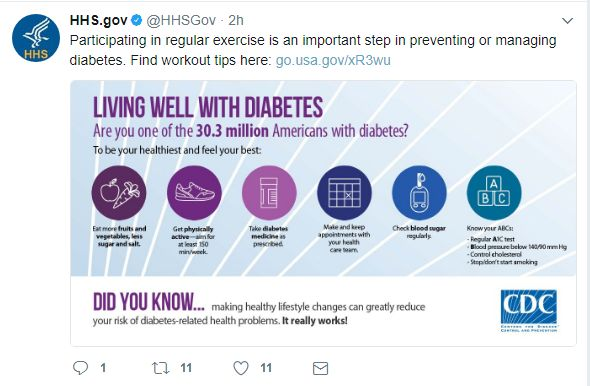 HHS.gov @HHSGov · 2h
Participating in regular exercise is an important step in preventing or managing
diabetes. Find workout tips here: go.usa.gov/xR3wu
HHS
LIVING WELL WITH DIABETES
Are you one of the 30.3 million Americans with diabetes?
To be your healthiest and feel your best:
Eat more fruits and
vegetables, less
sugar and salt.
Get physically
active—aim for
at least 150
min/week.
Take diabetes
medicine as
prescribed.
Make and keep
appointments with
your health
care team.
Check blood sugar
regularly.
A
B C
Know your ABCs:
- Regular A1C test
- Blood pressure below 140/90 mm Hg
- Control cholesterol
- Stop/don't start smoking
DID YOU KNOW... making healthy lifestyle changes can greatly reduce
your risk of diabetes-related health problems. It really works!
CDC
CENTERS FOR DISEASE
CONTROL AND PREVENTION
1 11 11